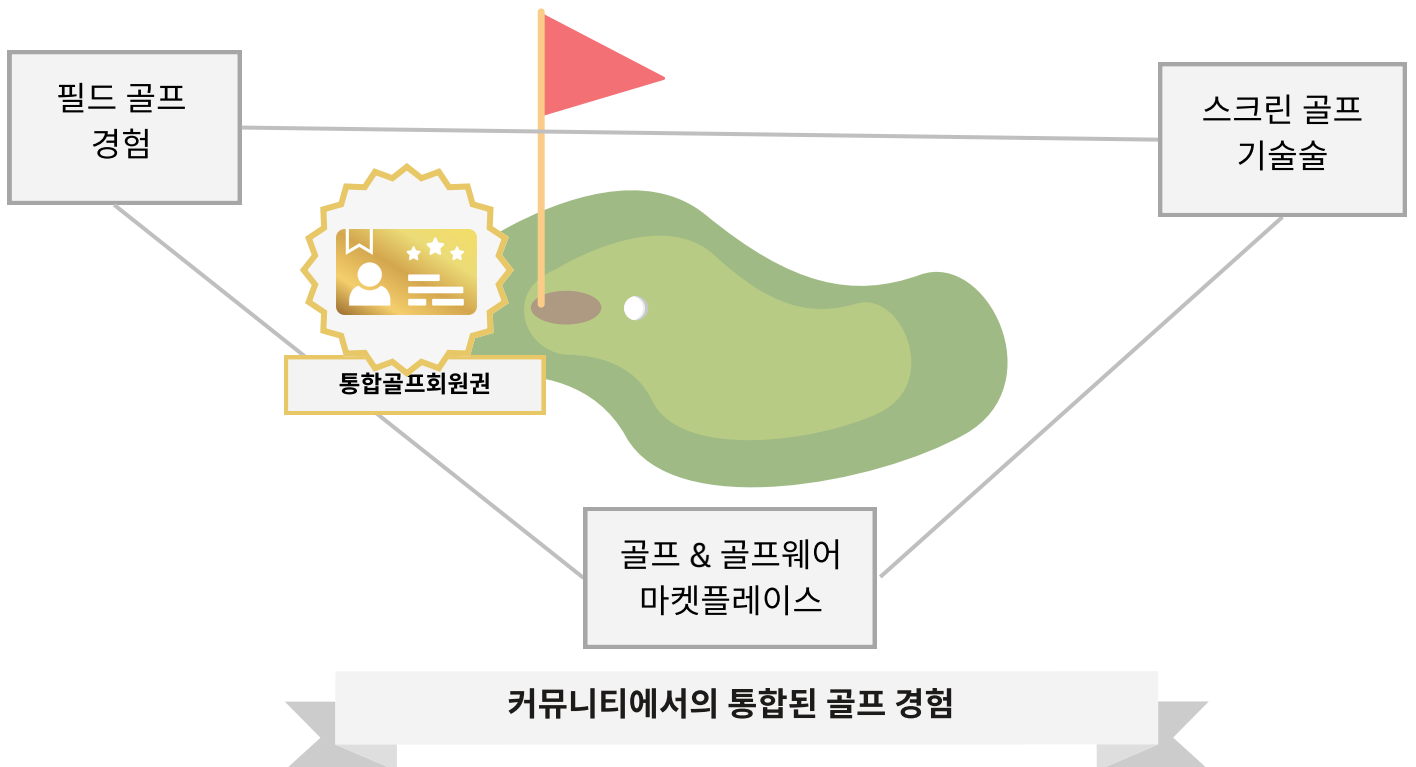 필드 골프
경험
스크린 골프
기술술
통합골프회원권
골프 & 골프웨어
마켓플레이스
커뮤니티에서의 통합된 골프 경험